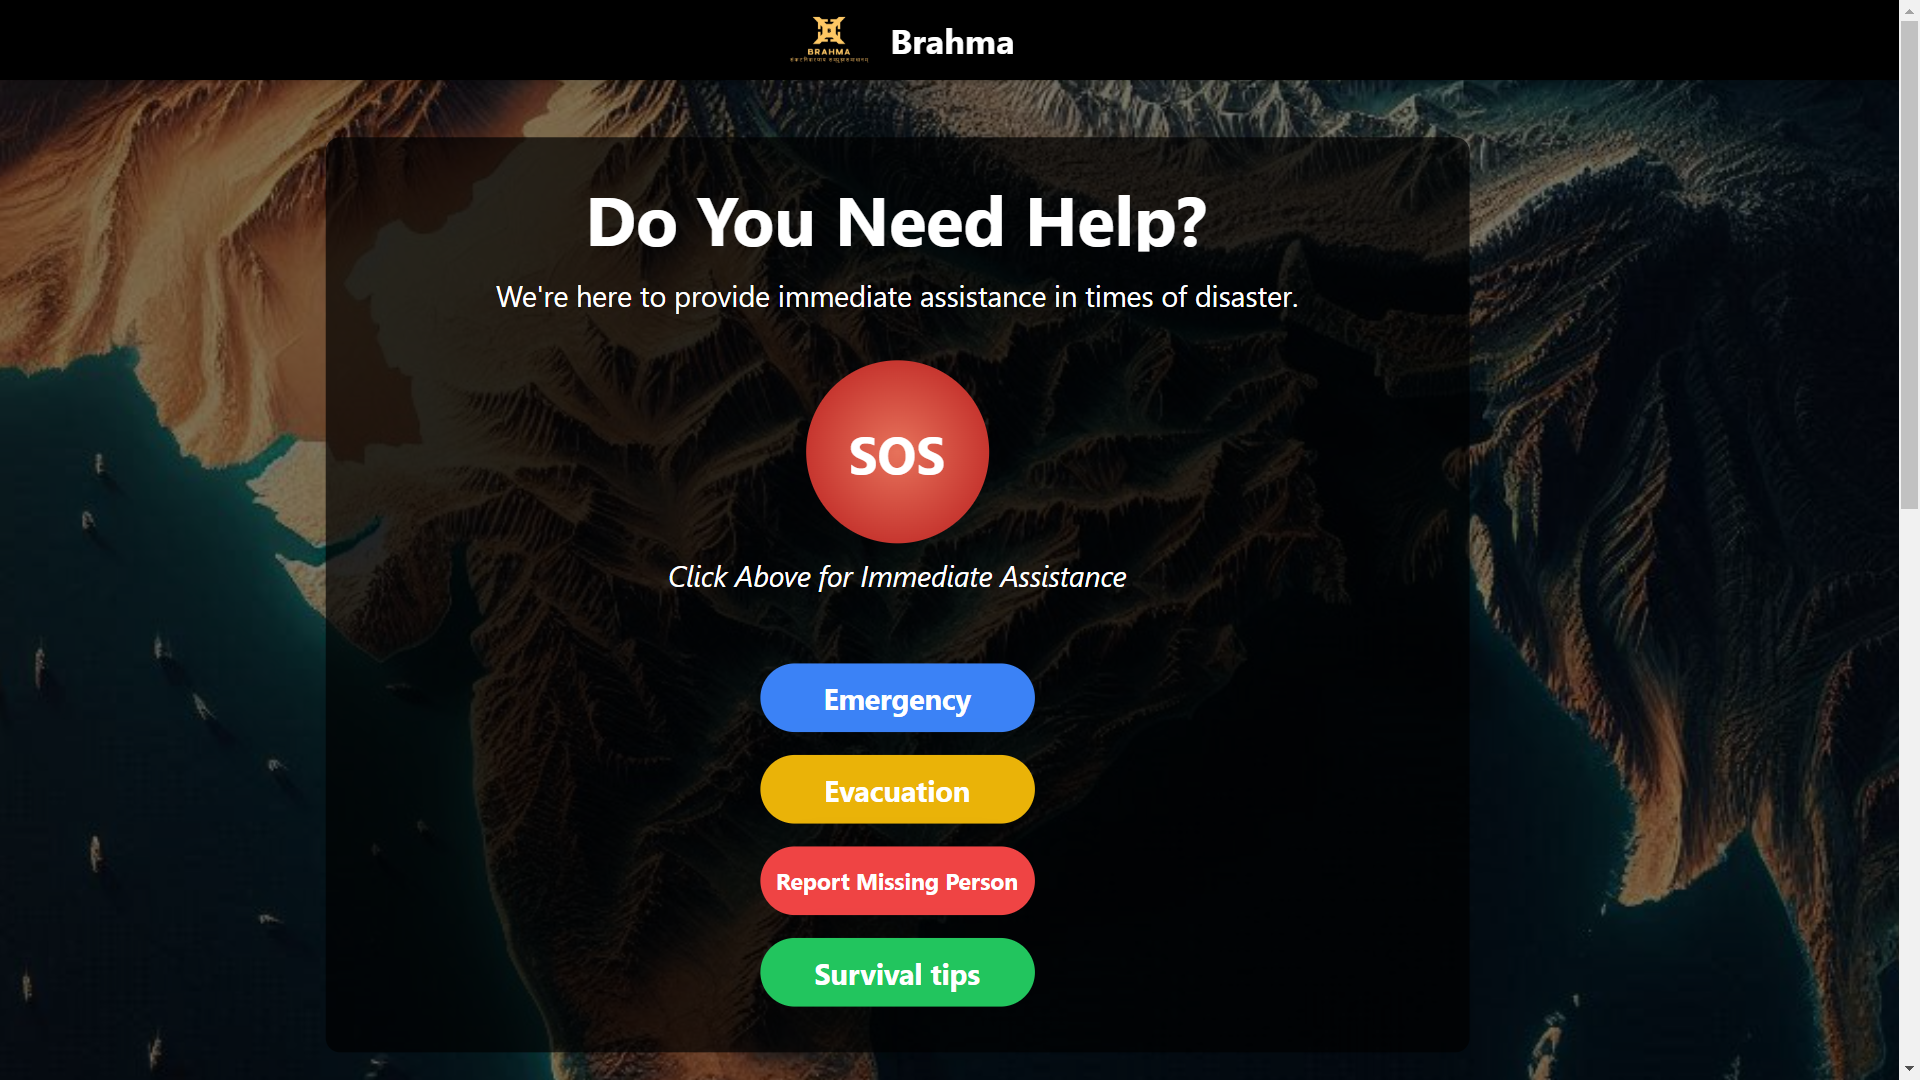 BRAHMA
Brahma
Do You Need Help?
We're here to provide immediate assistance in times of disaster.
SOS
Click Above for Immediate Assistance
Emergency
Evacuation
Report Missing Person
Survival tips